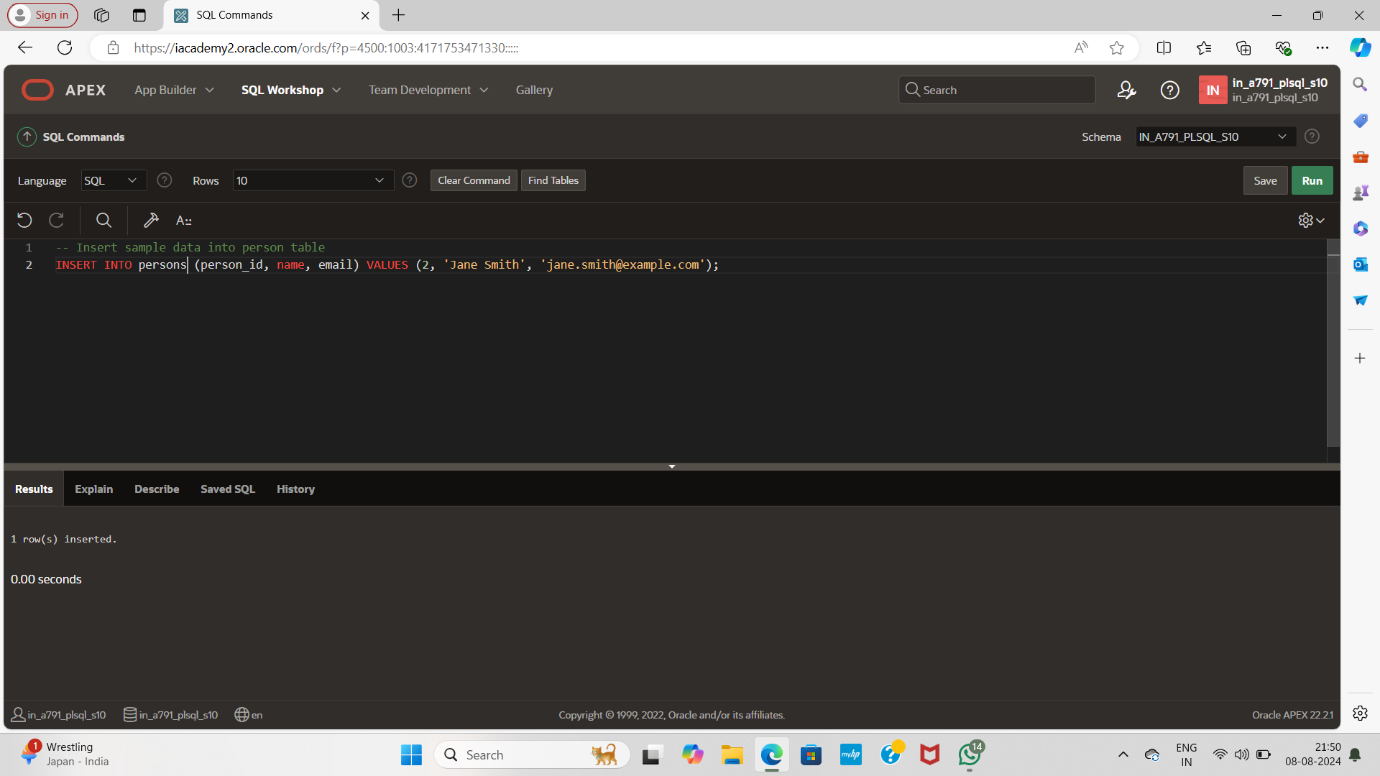 Sign in
SQL Commands
https://iacademy2.oracle.com/ords/f?p=4500:1003:4171753471330:::::
APEX App Builder SQL Workshop Team Development Gallery Search IN in_a791_plsql_s10
in_a791_plsql_s10
SQL Commands Schema IN_A791_PLSQL_S10
Language SQL Rows 10 Clear Command Find Tables Save Run
A::
1 -- Insert sample data into person table
2 INSERT INTO persons (person_id, name, email) VALUES (2, 'Jane Smith', 'jane.smith@example.com');
Results Explain Describe Saved SQL History
1 row(s) inserted.
0.00 seconds
in_a791_plsql_s10 in_a791_plsql_s10 en Copyright © 1999, 2022, Oracle and/or its affiliates. Oracle APEX 22.2.1
1 Wrestling
Japan - India
Search
myhp
14
ENG
IN
21:50
08-08-2024